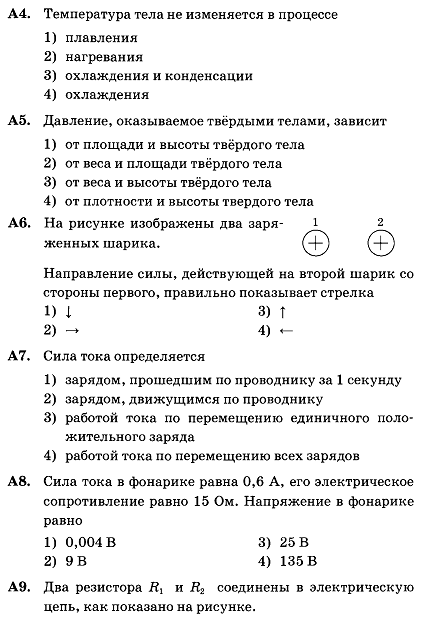 А4. Температура тела не изменяется в процессе
1) плавления
2) нагревания
3) охлаждения и конденсации
4) охлаждения
А5. Давление, оказываемое твёрдыми телами, зависит
1) от площади и высоты твёрдого тела
2) от веса и площади твёрдого тела
3) от веса и высоты твёрдого тела
4) от плотности и высоты твердого тела
А6. На рисунке изображены два заря-
женных шарика.
1 2
+ +
Направление силы, действующей на второй шарик со
стороны первого, правильно показывает стрелка
1) ↓ 3) ↑
2) → 4) ←
А7. Сила тока определяется
1) зарядом, прошедшим по проводнику за 1 секунду
2) зарядом, движущимся по проводнику
3) работой тока по перемещению единичного поло-
жительного заряда
4) работой тока по перемещению всех зарядов
А8. Сила тока в фонарике равна 0,6 А, его электрическое
сопротивление равно 15 Ом. Напряжение в фонарике
равно
1) 0,004 В 3) 25 В
2) 9 В 4) 135 В
А9. Два резистора R₁ и R₂ соединены в электрическую
цепь, как показано на рисунке.